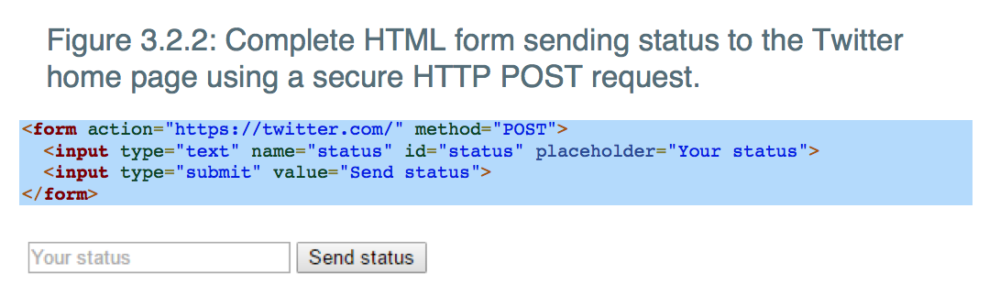 Figure 3.2.2: Complete HTML form sending status to the Twitter
home page using a secure HTTP POST request.
<form action="https://twitter.com/" method="POST">
  <input type="text" name="status" id="status" placeholder="Your status">
  <input type="submit" value="Send status">
</form>
Your status Send status